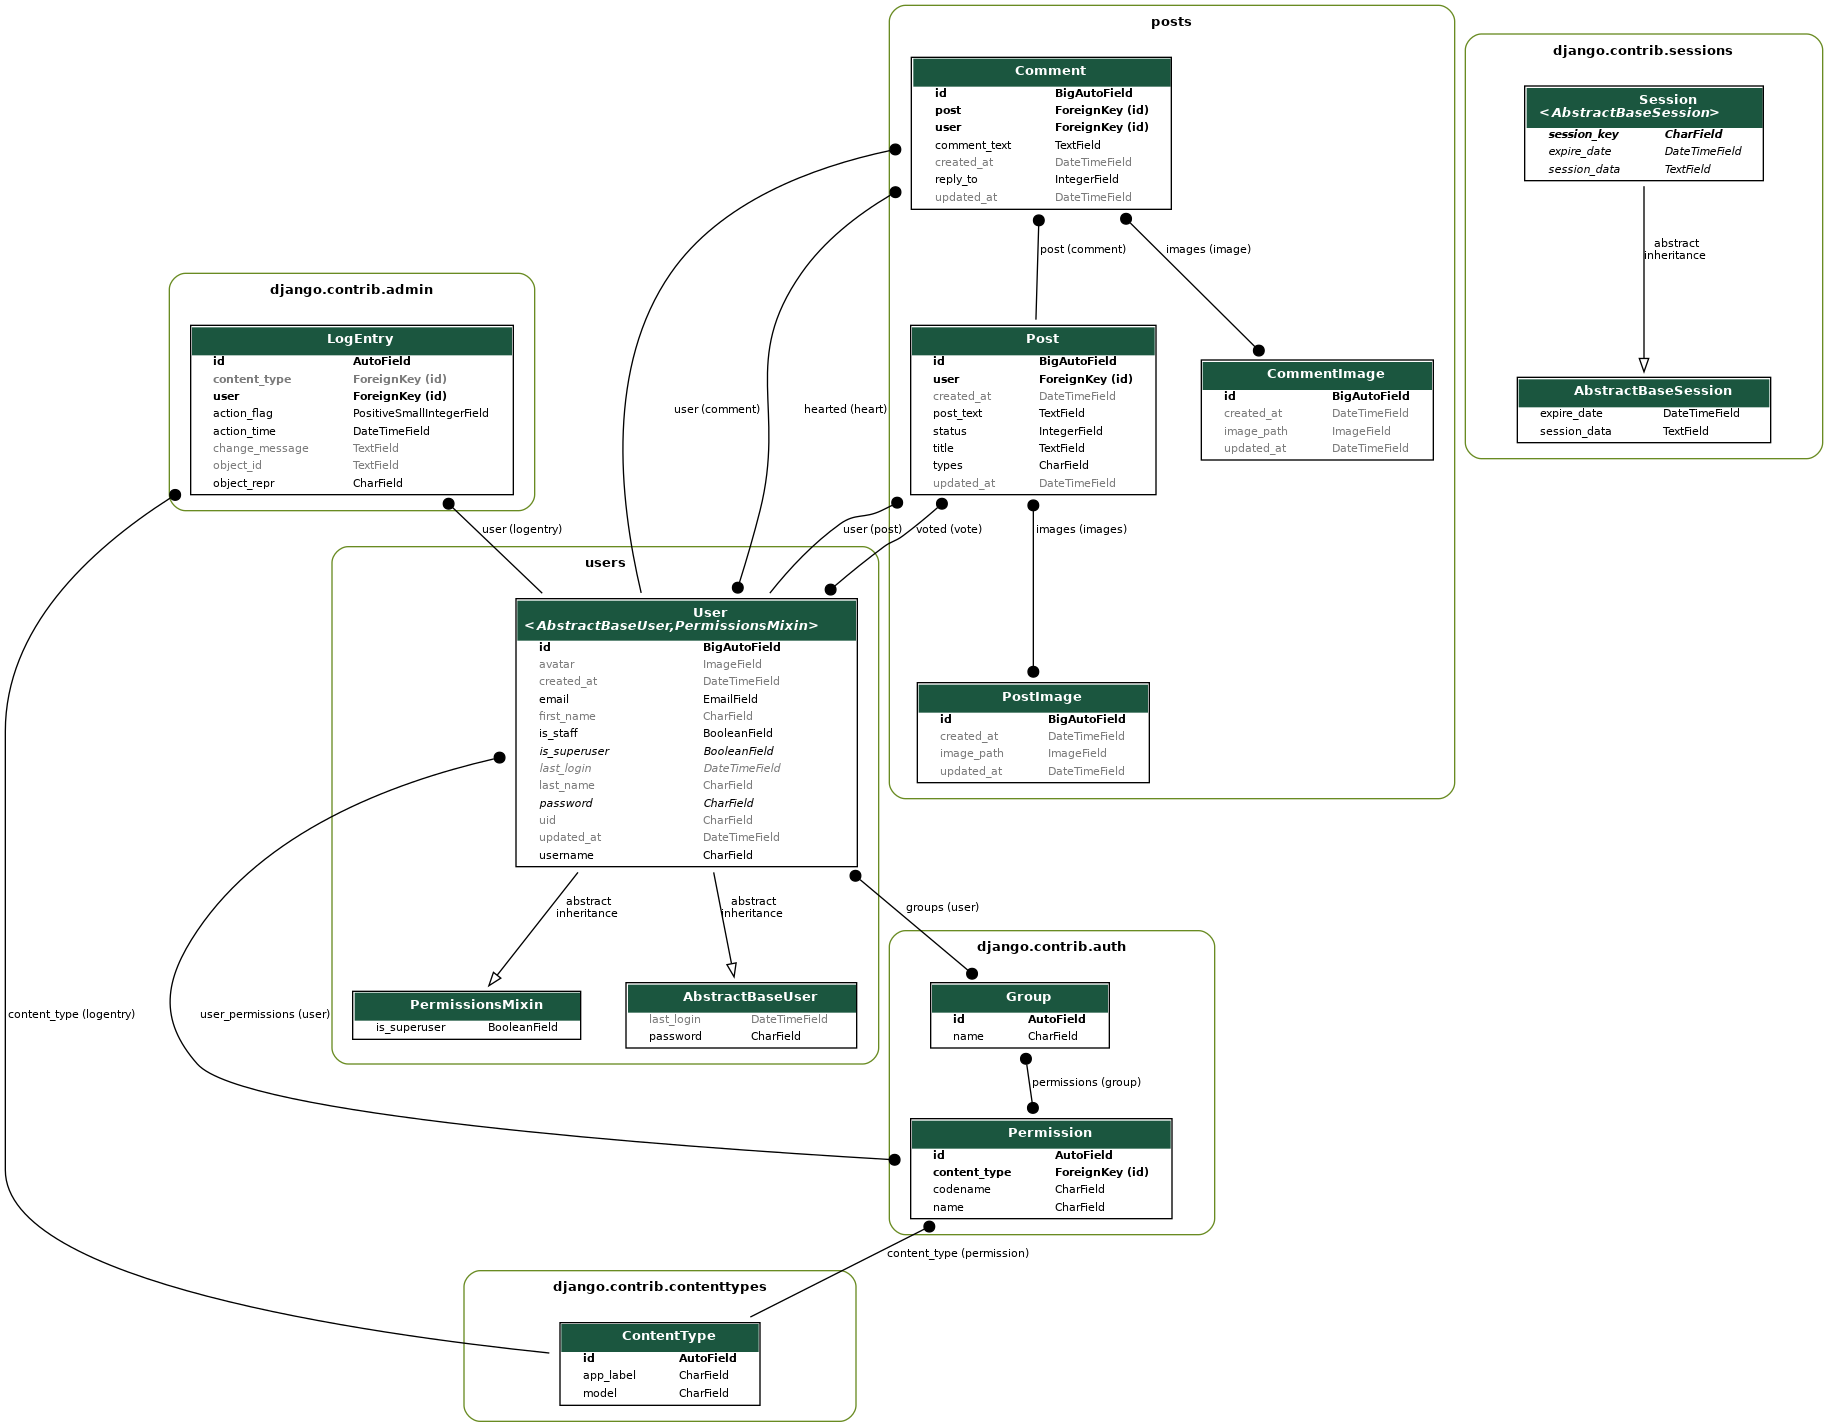 posts
Comment
id BigAutoField
post ForeignKey (id)
user ForeignKey (id)
comment_text TextField
created_at DateTimeField
reply_to IntegerField
updated_at DateTimeField
django.contrib.sessions
Session
<AbstractBaseSession>
session_key CharField
expire_date DateTimeField
session_data TextField
abstract
inheritance
AbstractBaseSession
expire_date DateTimeField
session_data TextField
post (comment)
images (image)
django.contrib.admin
LogEntry
id AutoField
content_type ForeignKey (id)
user ForeignKey (id)
action_flag PositiveSmallIntegerField
action_time DateTimeField
change_message TextField
object_id TextField
object_repr CharField
user (comment)
hearted (heart)
Post
id BigAutoField
user ForeignKey (id)
created_at DateTimeField
post_text TextField
status IntegerField
title TextField
types CharField
updated_at DateTimeField
CommentImage
id BigAutoField
created_at DateTimeField
image_path ImageField
updated_at DateTimeField
user (logentry)
user (post)
voted (vote)
images (images)
users
User
<AbstractBaseUser,PermissionsMixin>
id BigAutoField
avatar ImageField
created_at DateTimeField
email EmailField
first_name CharField
is_staff BooleanField
is_superuser BooleanField
last_login DateTimeField
last_name CharField
password CharField
uid CharField
updated_at DateTimeField
username CharField
PostImage
id BigAutoField
created_at DateTimeField
image_path ImageField
updated_at DateTimeField
abstract
inheritance
abstract
inheritance
groups (user)
PermissionsMixin
is_superuser BooleanField
AbstractBaseUser
last_login DateTimeField
password CharField
content_type (logentry)
user_permissions (user)
django.contrib.auth
Group
id AutoField
name CharField
permissions (group)
Permission
id AutoField
content_type ForeignKey (id)
codename CharField
name CharField
content_type (permission)
django.contrib.contenttypes
ContentType
id AutoField
app_label CharField
model CharField